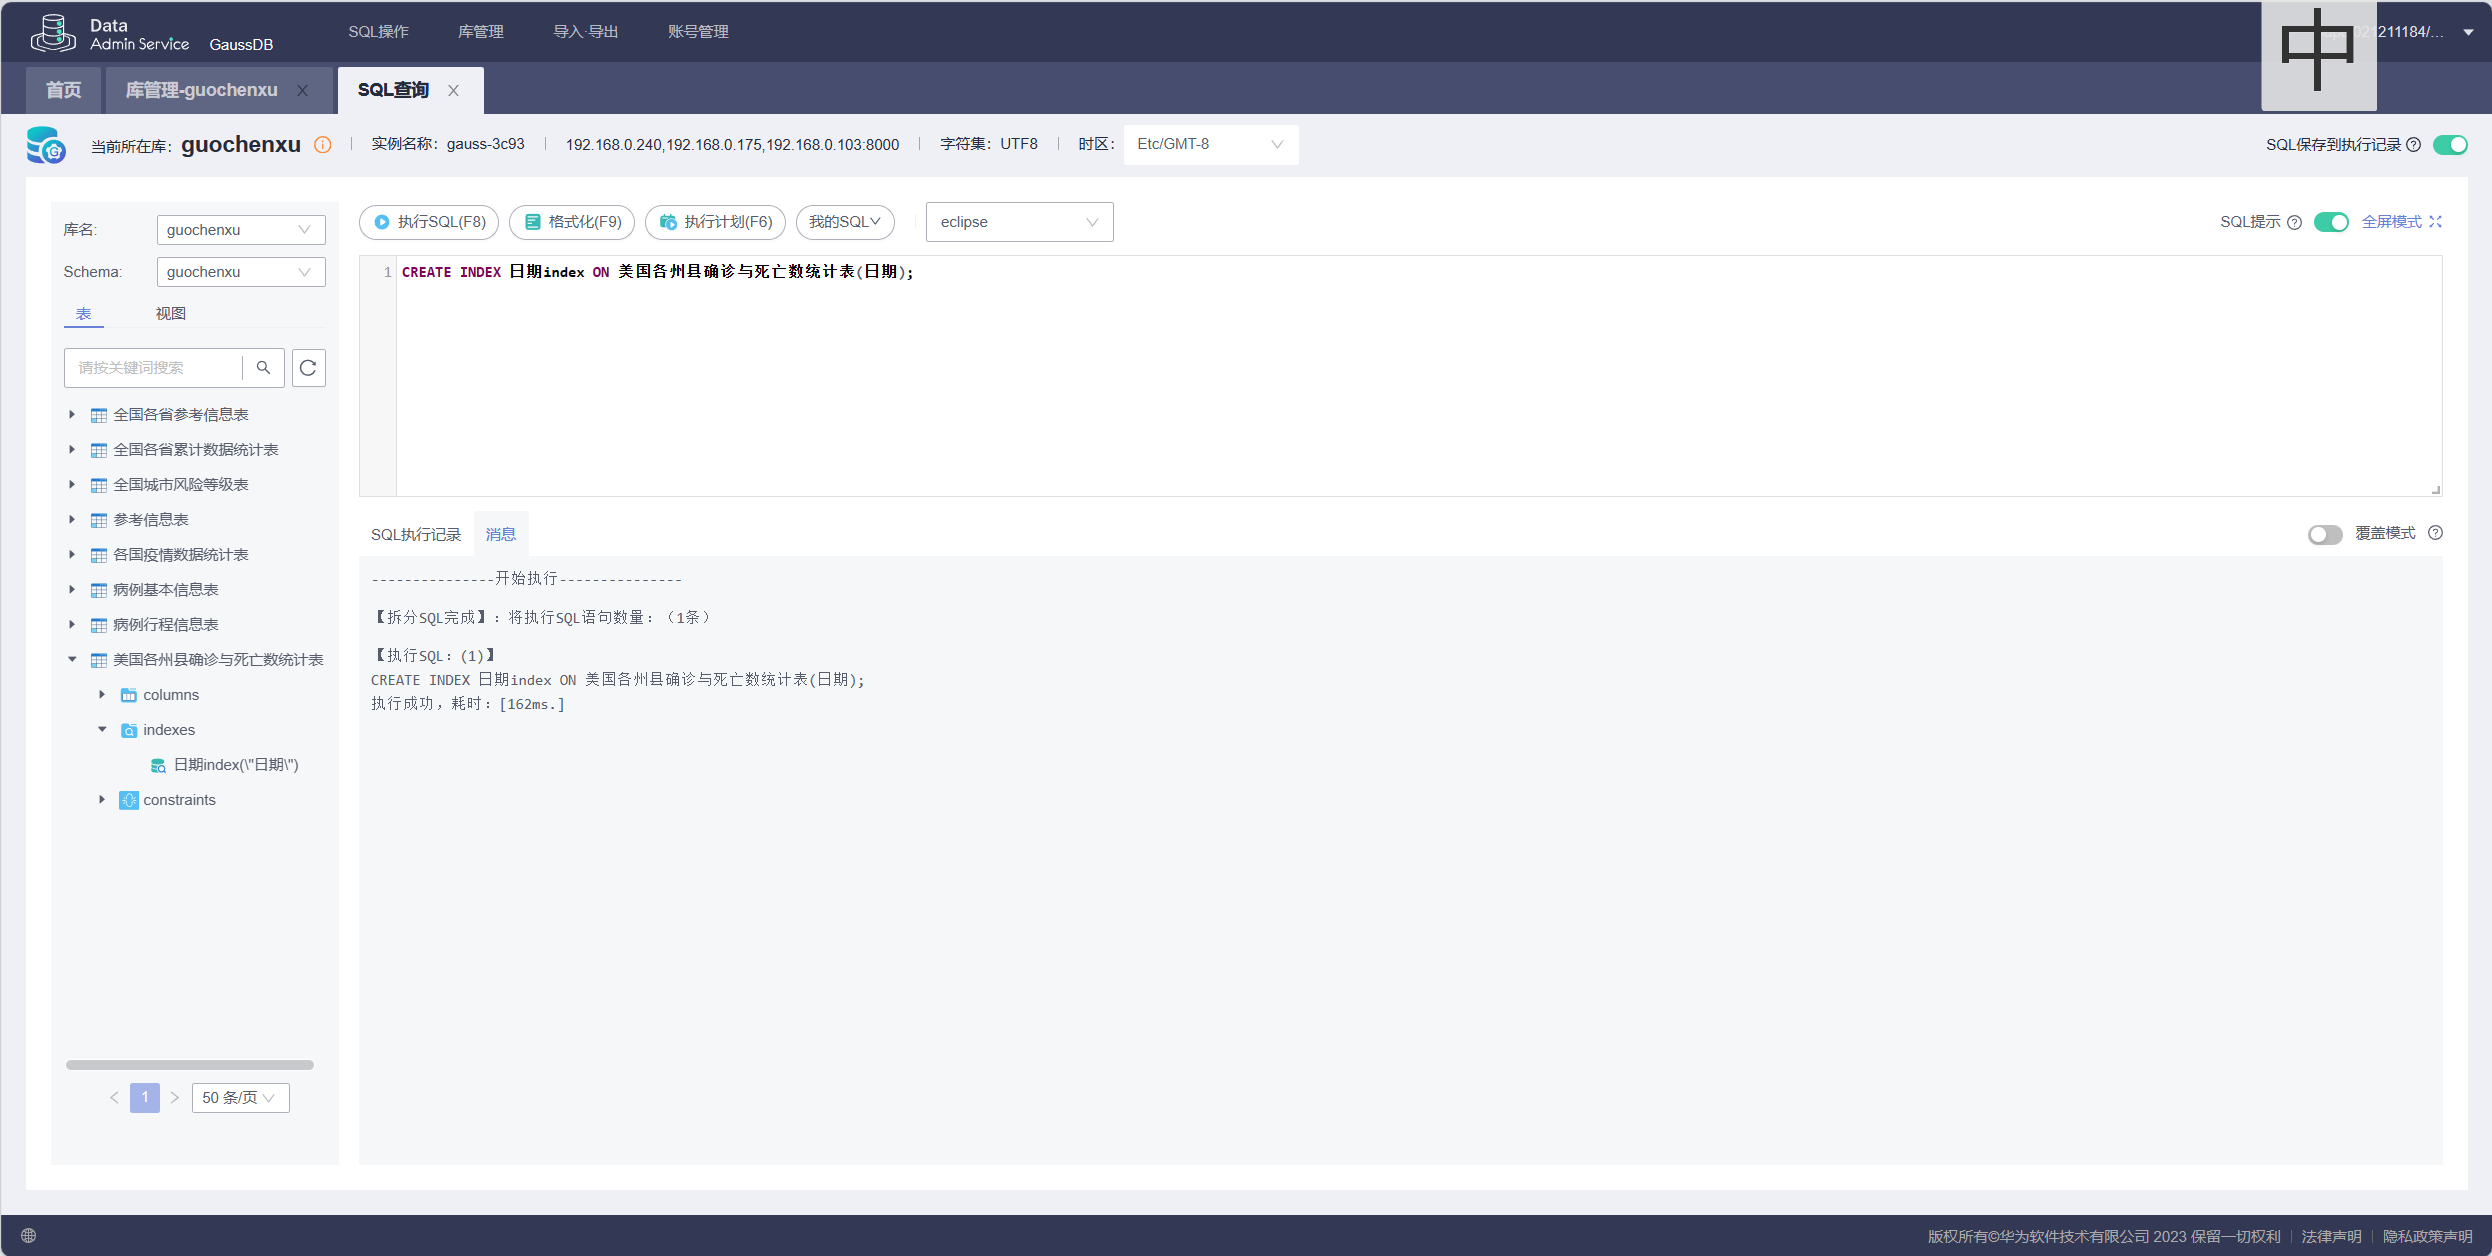 Data
Admin Service GaussDB SQL操作 库管理 导入·导出 账号管理 021211184/...
中
首页 库管理-guochenxu SQL查询
当前所在库: guochenxu 实例名称: gauss-3c93 192.168.0.240,192.168.0.175,192.168.0.103:8000 字符集: UTF8 时区: Etc/GMT-8 SQL保存到执行记录
库名: guochenxu 执行SQL(F8) 格式化(F9) 执行计划(F6) 我的SQL eclipse SQL提示 全屏模式
Schema: guochenxu
1 CREATE INDEX 日期index ON 美国各州县确诊与死亡数统计表(日期);
表 视图
请按关键词搜索
全国各省参考信息表
全国各省累计数据统计表
全国城市风险等级表
参考信息表
各国疫情数据统计表
病例基本信息表
病例行程信息表
美国各州县确诊与死亡数统计表
columns
indexes
日期index(\"日期\")
constraints
1 50 条/页
SQL执行记录 消息 覆盖模式
---------------开始执行---------------
【拆分SQL完成】：将执行SQL语句数量：（1条）
【执行SQL：(1)】
CREATE INDEX 日期index ON 美国各州县确诊与死亡数统计表(日期);
执行成功，耗时：[162ms.]
版权所有©华为软件技术有限公司 2023 保留一切权利 法律声明 隐私政策声明